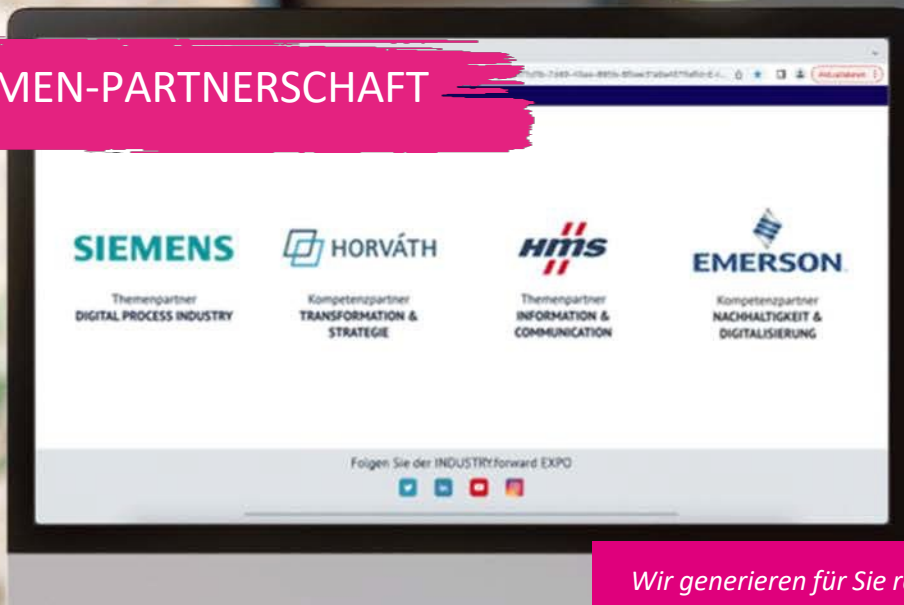 MEN-PARTNERSCHAFT
SIEMENS
Themenpartner
DIGITAL PROCESS INDUSTRY
HORVÁTH
Kompetenzpartner
TRANSFORMATION &
STRATEGIE
HMS
Themenpartner
INFORMATION &
COMMUNICATION
EMERSON
Kompetenzpartner
NACHHALTIGKEIT &
DIGITALISIERUNG
Folgen Sie der INDUSTRY.forward EXPO
Wir generieren für Sie